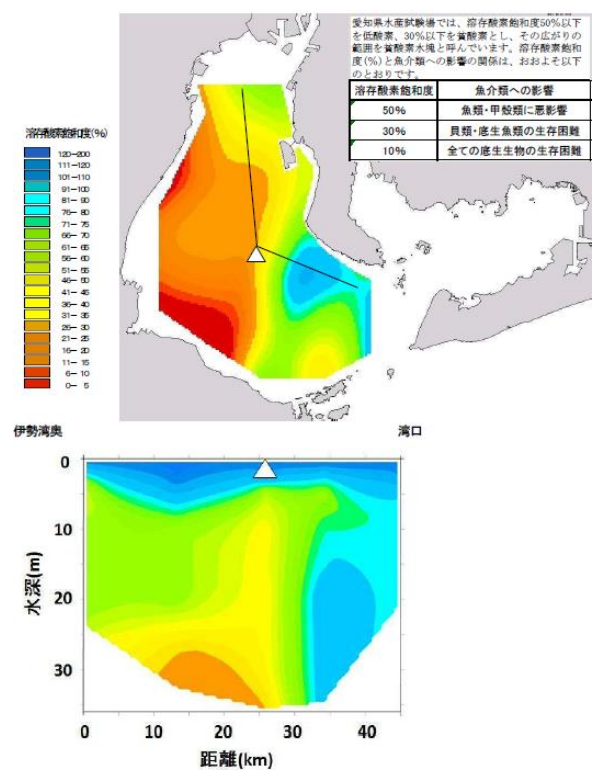 愛知県水産試験場では、溶存酸素飽和度50%以下
を低酸素、30%以下を貧酸素とし、その広がりの
範囲を貧酸素水塊と呼んでいます。溶存酸素飽和
度(%)と魚介類への影響の関係は、おおよそ以下
のとおりです。
溶存酸素飽和度 魚介類への影響
50% 魚類・甲殻類に悪影響
30% 貝類・底生魚類の生存困難
10% 全ての底生生物の生存困難
溶存酸素飽和度(%)
120-200
111-120
101-110
91-100
81-90
76-80
71-75
66-70
61-65
56-60
51-55
46-50
41-45
36-40
31-35
26-30
21-25
16-20
11-15
6-10
0-5
伊勢湾奥 湾口
0
10
20
30
水深(m)
0 10 20 30 40
距離(km)